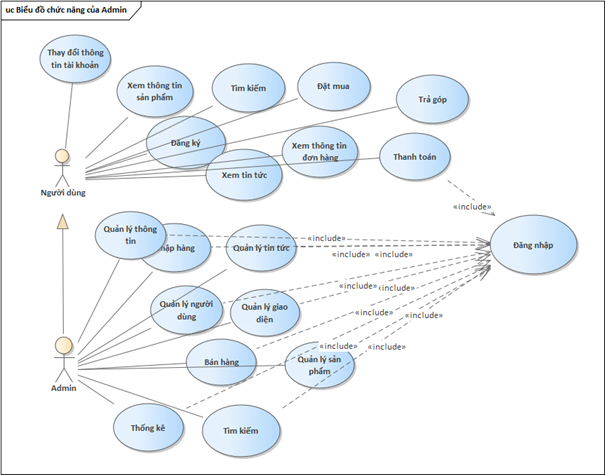 uc Biểu đồ chức năng của Admin
Thay đổi thông
tin tài khoản
Xem thông tin
sản phẩm
Tìm kiếm
Đặt mua
Trả góp
Đăng ký
Xem thông tin
đơn hàng
Thanh toán
Xem tin tức
Người dùng
«include»
Quản lý thông
tin
hập hàng
Quản lý tin tức
«include»
«include»
«include»
Đăng nhập
Quản lý người
dùng
Quản lý giao
diện
«include»
«include»
«include»
«include»
Bán hàng
Quản lý sản
phẩm
«include»
«include»
Admin
Thống kê
Tìm kiếm